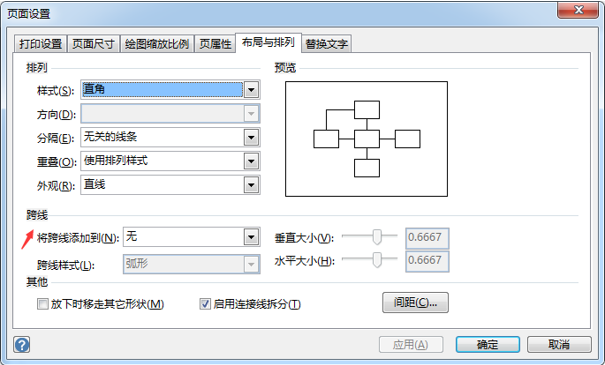 页面设置
打印设置 页面尺寸 绘图缩放比例 页属性 布局与排列 替换文字
排列 预览
样式(S): 直角
方向(D):
分隔(E): 无关的线条
重叠(O): 使用排列样式
外观(R): 直线
跨线
将跨线添加到(N): 无 垂直大小(V): 0.6667
跨线样式(L): 弧形 水平大小(H): 0.6667
其他
放下时移走其它形状(M) 启用连接线拆分(T) 间距(C)...
? 应用(A) 确定 取消